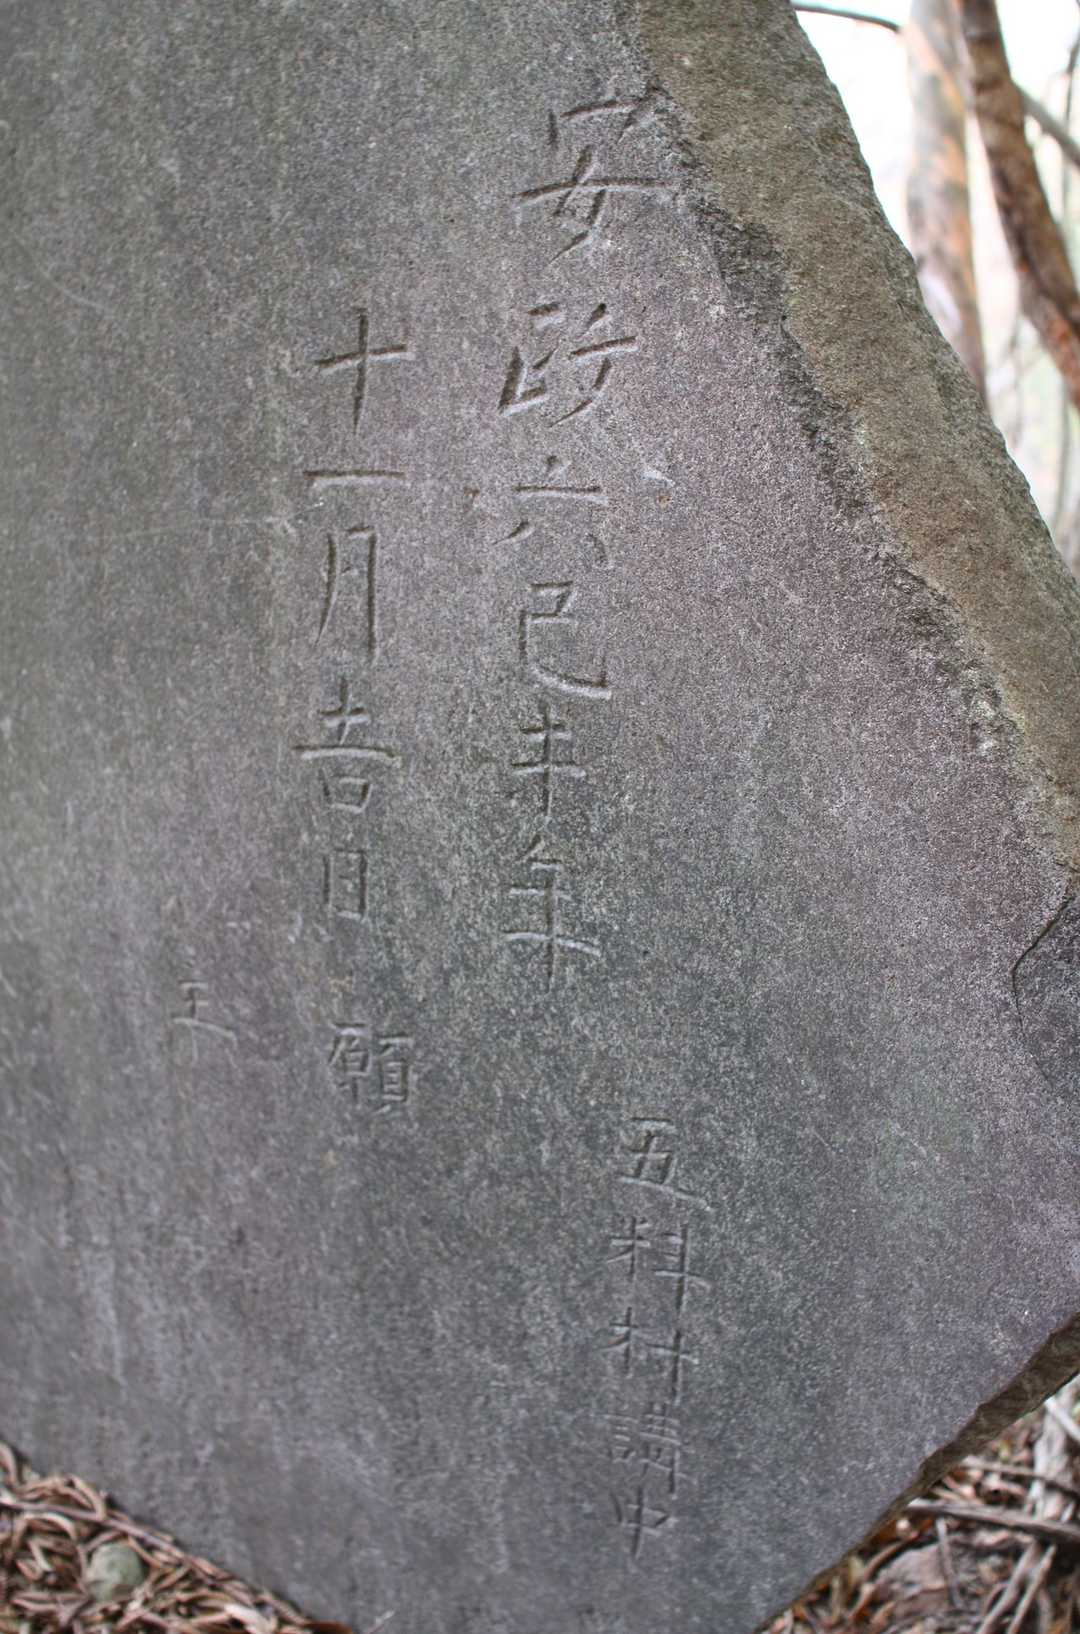 五料村講中
安政六己未年
十一月吉日 願
主